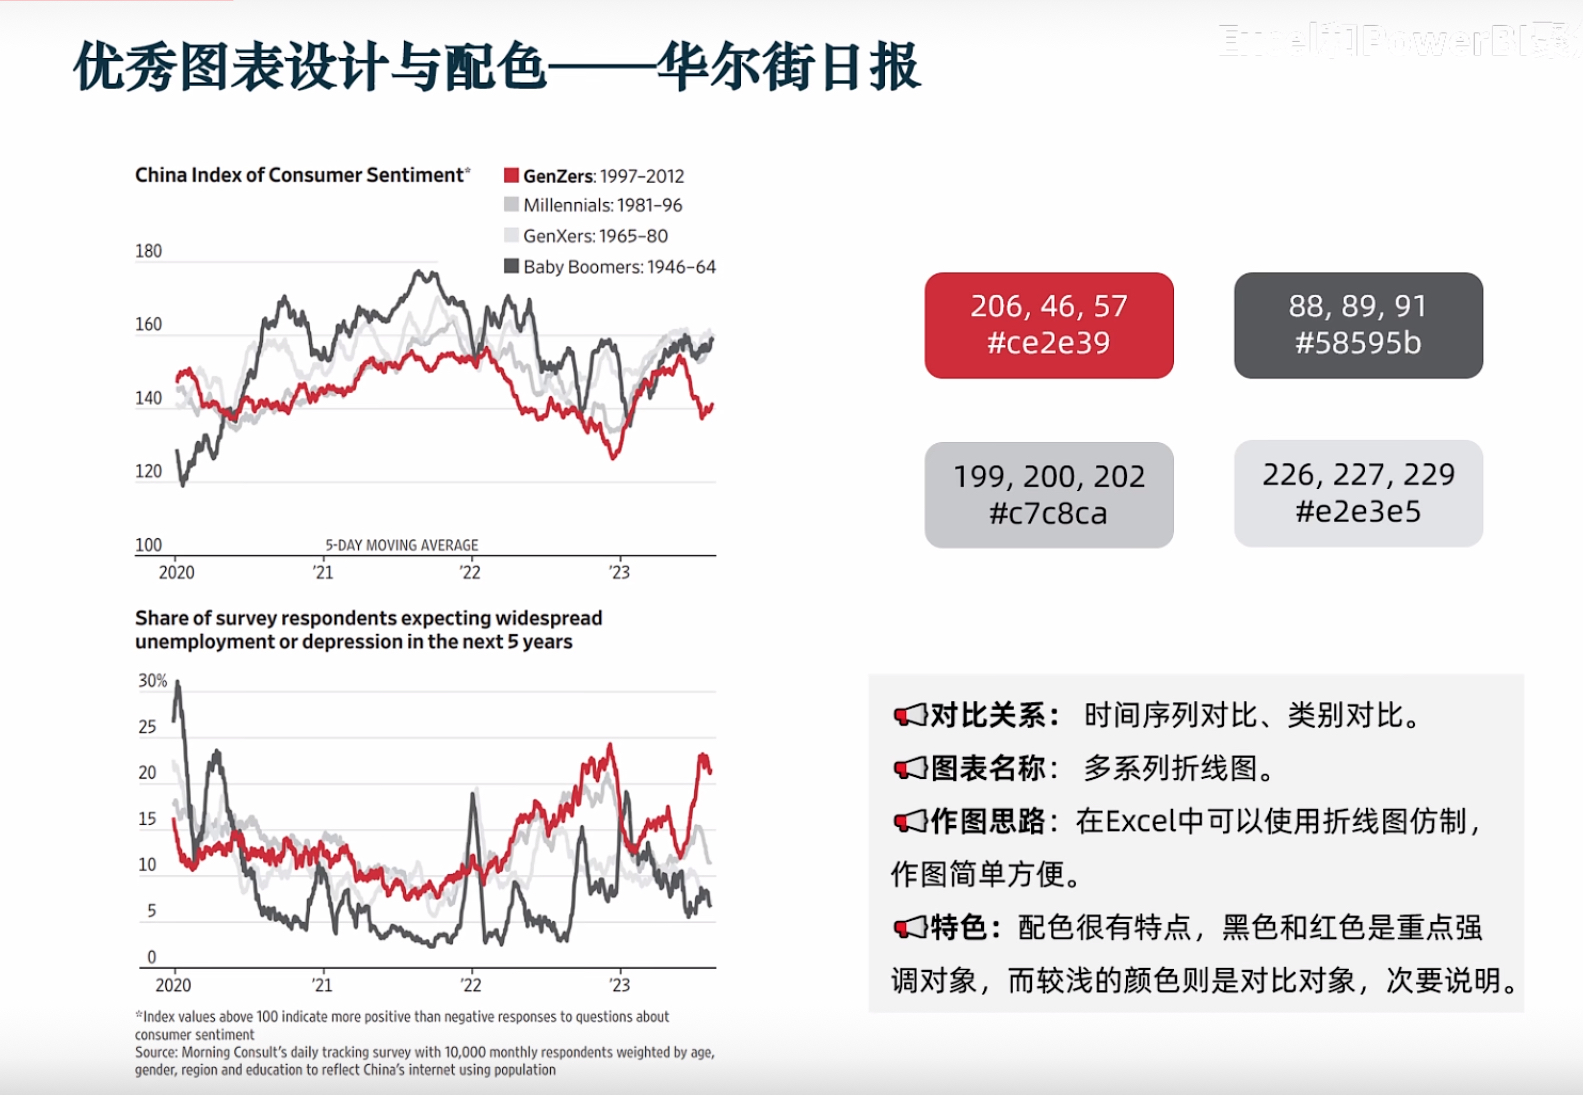 优秀图表设计与配色——华尔街日报
Excel和PowerBI聚
China Index of Consumer Sentiment*
GenZers: 1997–2012
Millennials: 1981–96
GenXers: 1965–80
Baby Boomers: 1946–64
180
160
140
120
100
5-DAY MOVING AVERAGE
2020 ’21 ’22 ’23
Share of survey respondents expecting widespread
unemployment or depression in the next 5 years
30%
25
20
15
10
5
0
2020 ’21 ’22 ’23
*Index values above 100 indicate more positive than negative responses to questions about
consumer sentiment
Source: Morning Consult’s daily tracking survey with 10,000 monthly respondents weighted by age,
gender, region and education to reflect China’s internet using population
206, 46, 57
#ce2e39
88, 89, 91
#58595b
199, 200, 202
#c7c8ca
226, 227, 229
#e2e3e5
对比关系： 时间序列对比、类别对比。
图表名称： 多系列折线图。
作图思路：在Excel中可以使用折线图仿制，
作图简单方便。
特色：配色很有特点，黑色和红色是重点强
调对象，而较浅的颜色则是对比对象，次要说明。